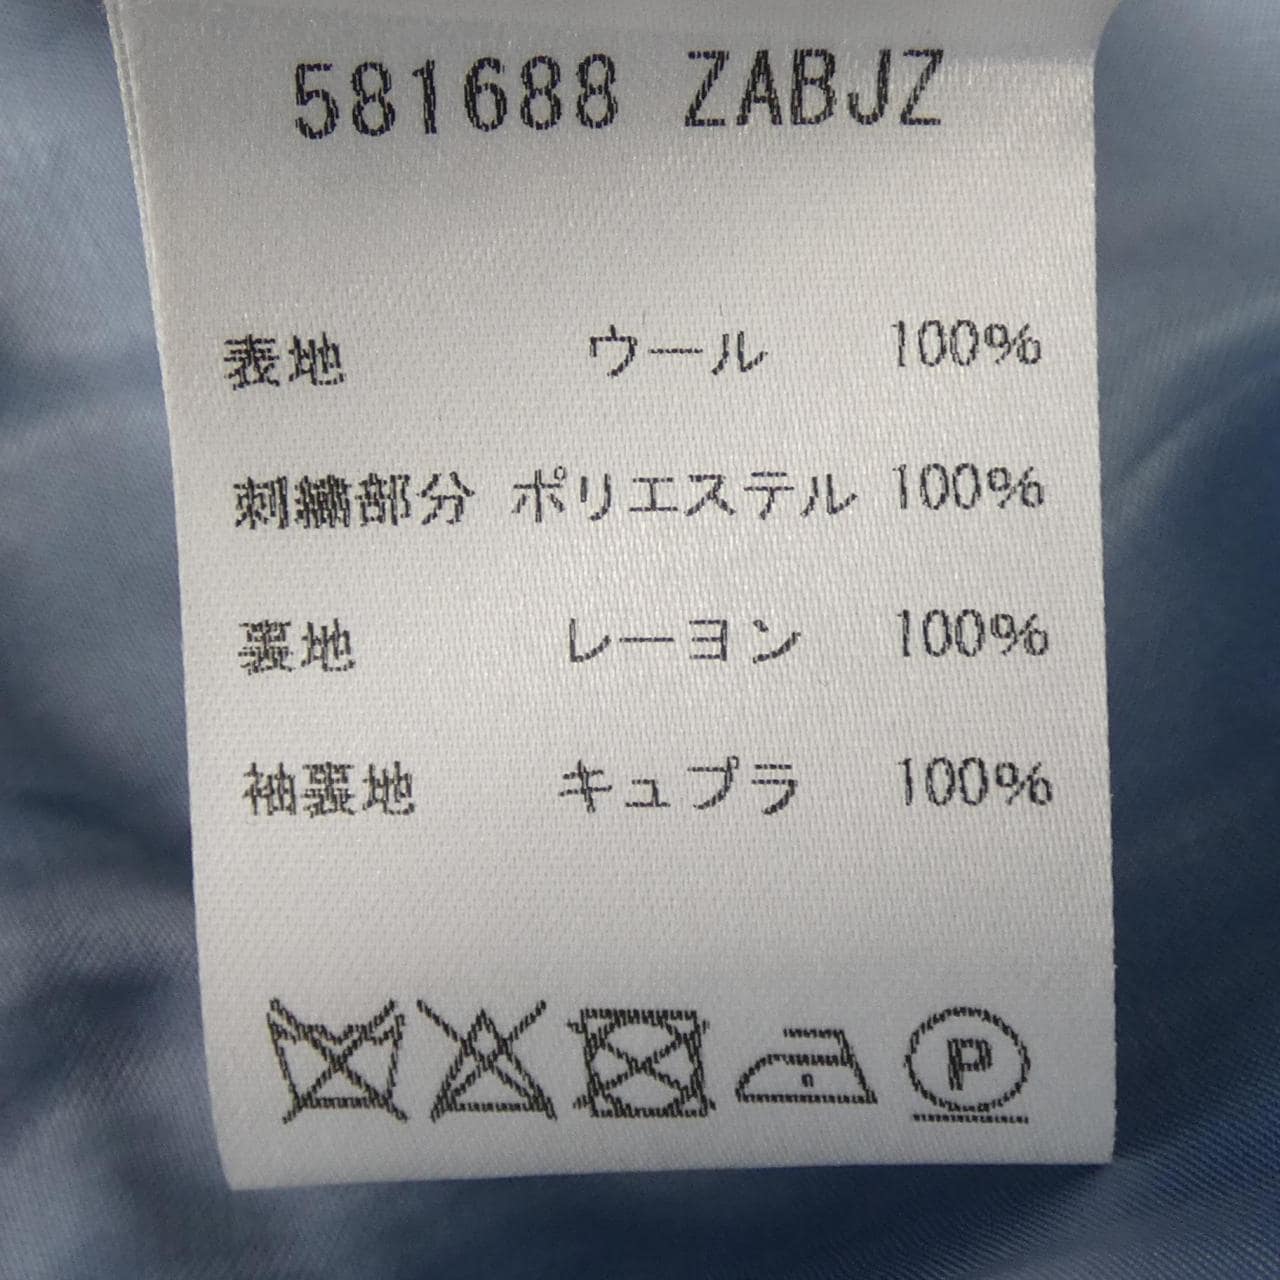 581688 ZABJZ
表地 ウール 100%
刺繍部分 ポリエステル 100%
裏地 レーヨン 100%
袖裏地 キュプラ 100%
P